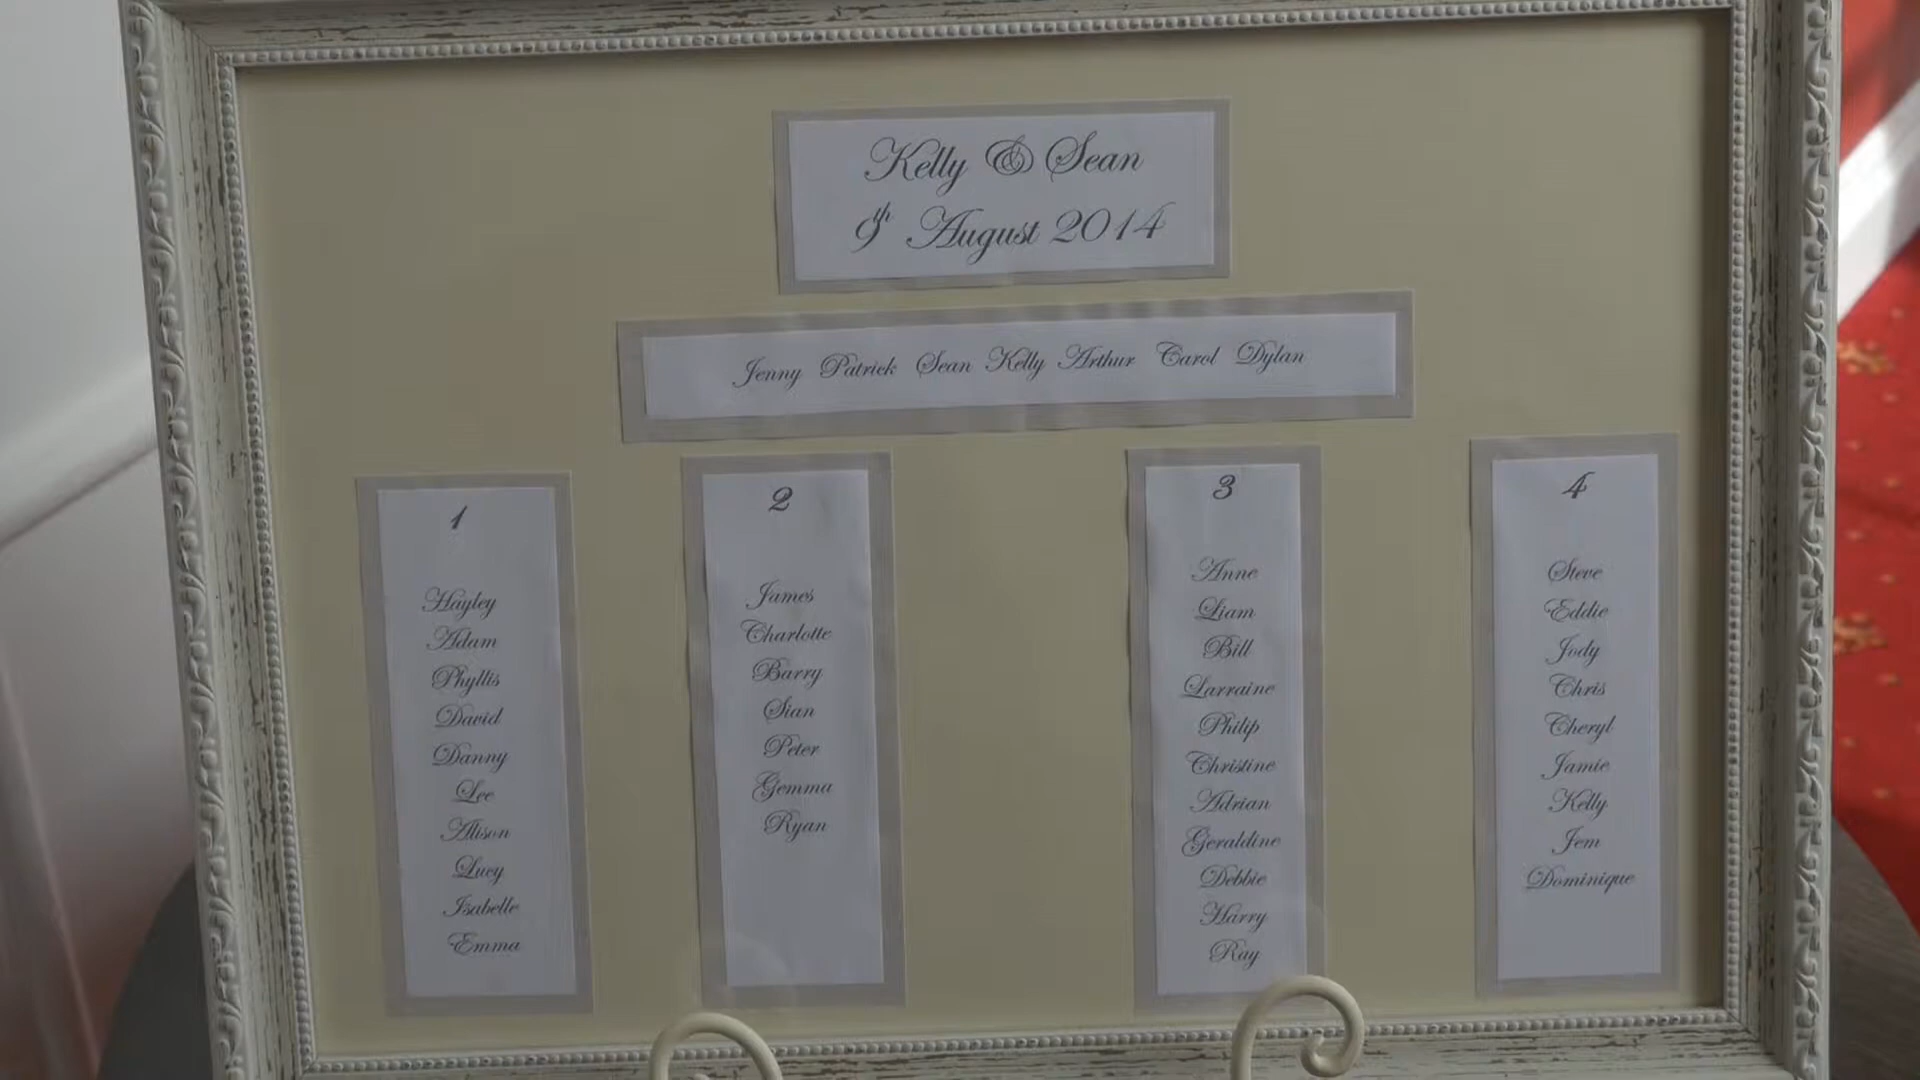 Kelly & Sean
9th August 2014
Jenny Patrick Sean Kelly Arthur Carol Dylan
1
Hayley
Adam
Phyllis
David
Danny
Lee
Allison
Lucy
Isabelle
Emma
2
James
Charlotte
Barry
Sian
Peter
Gemma
Ryan
3
Anne
Liam
Bill
Larraine
Philip
Christine
Adrian
Geraldine
Debbie
Harry
Ray
4
Steve
Eddie
Jody
Chris
Cheryl
Jamie
Kelly
Jem
Dominique